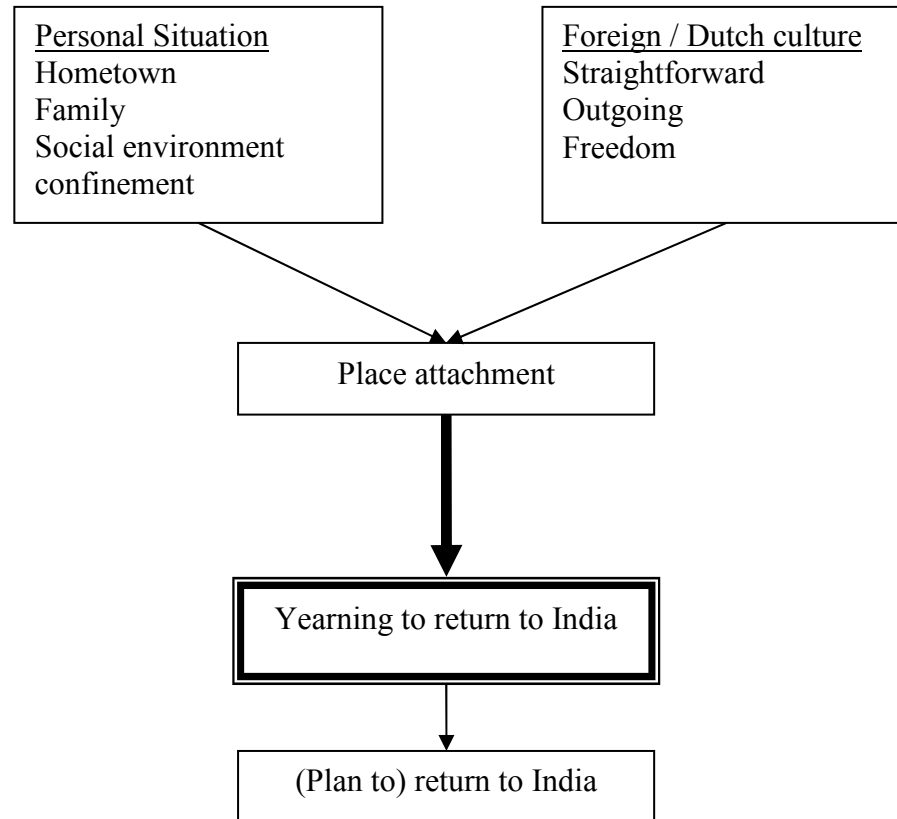 Personal Situation
Hometown
Family
Social environment
confinement
Foreign / Dutch culture
Straightforward
Outgoing
Freedom
Place attachment
Yearning to return to India
(Plan to) return to India